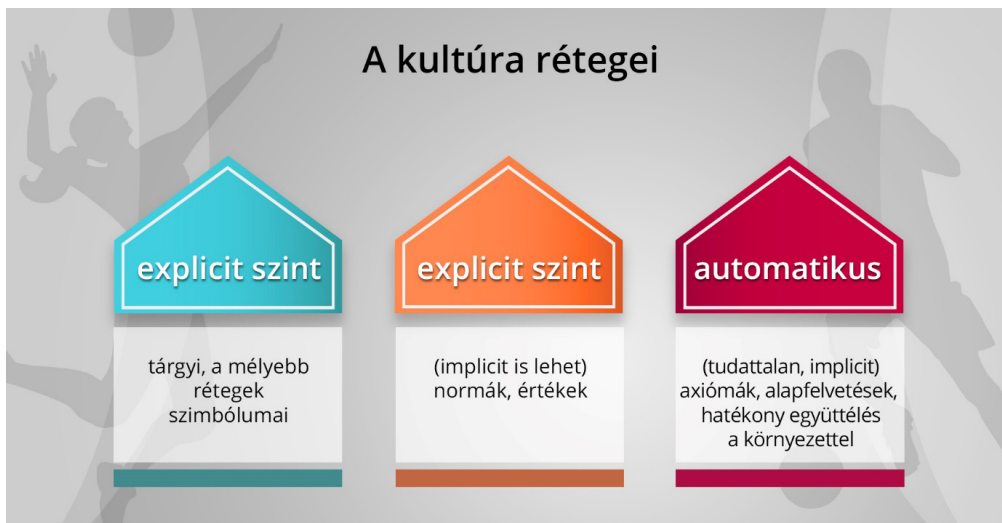 A kultúra rétegei
explicit szint
tárgyi, a mélyebb
rétegek
szimbólumai
explicit szint
(implicit is lehet)
normák, értékek
automatikus
(tudattalan, implicit)
axiómák, alapfelvetések,
hatékony együttélés
a környezettel